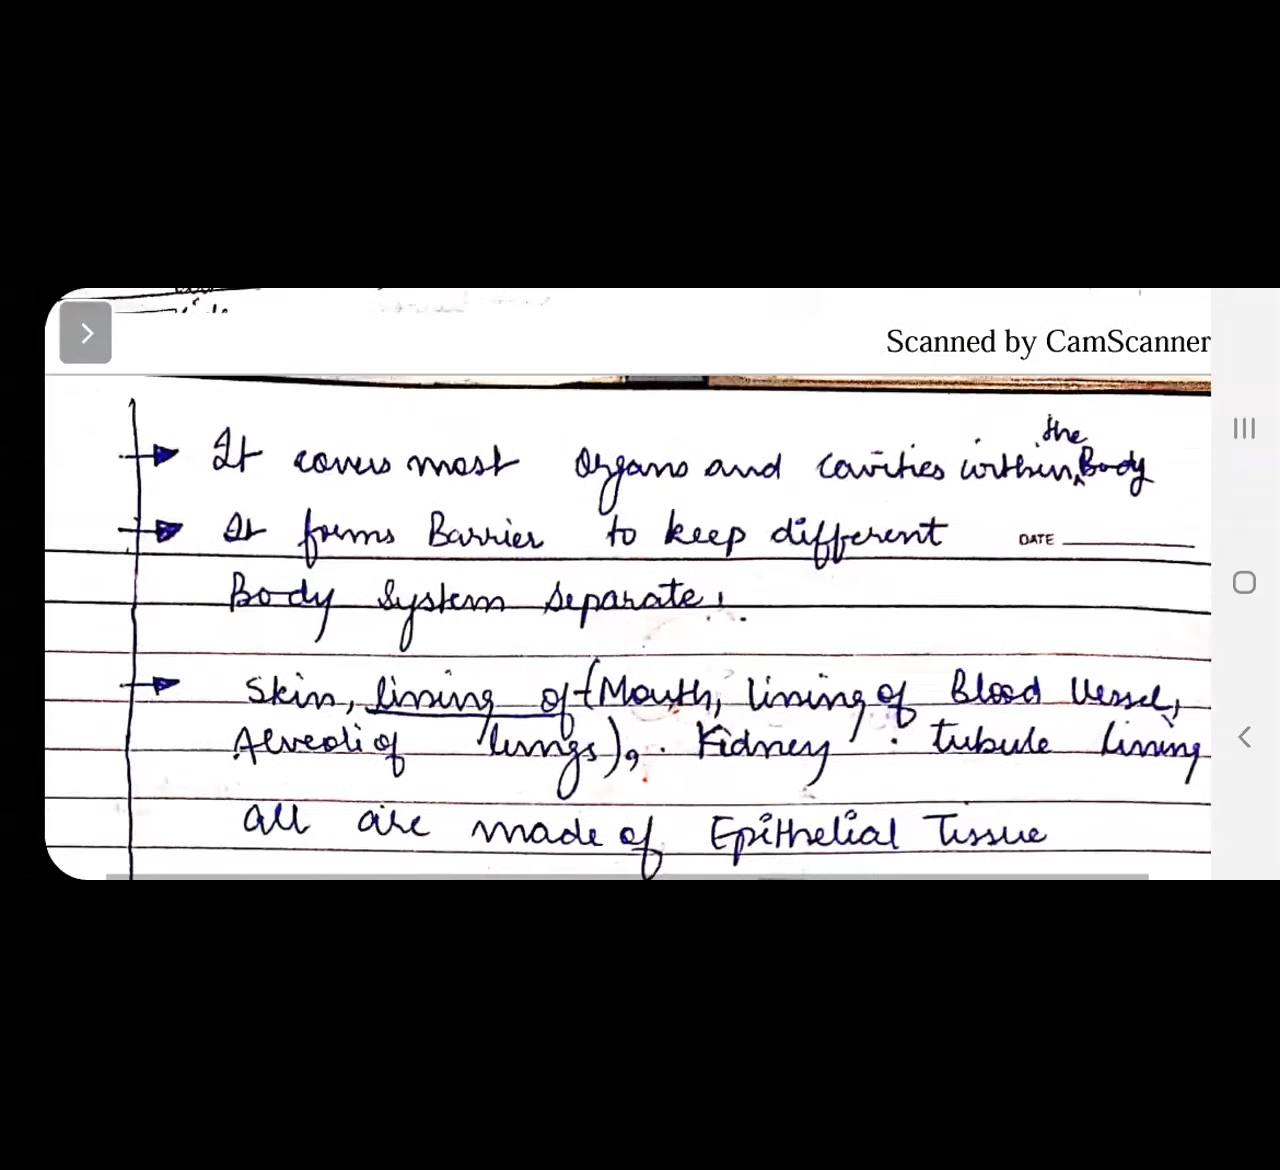 Scanned by CamScanner
It covers most organs and cavities within the Body
It forms Barrier to keep different
DATE
Body System separate.
Skin, lining of (Mouth, lining of Blood Vessel,
Alveoli of lungs), Kidney tubule lining
all are made of Epithelial Tissue